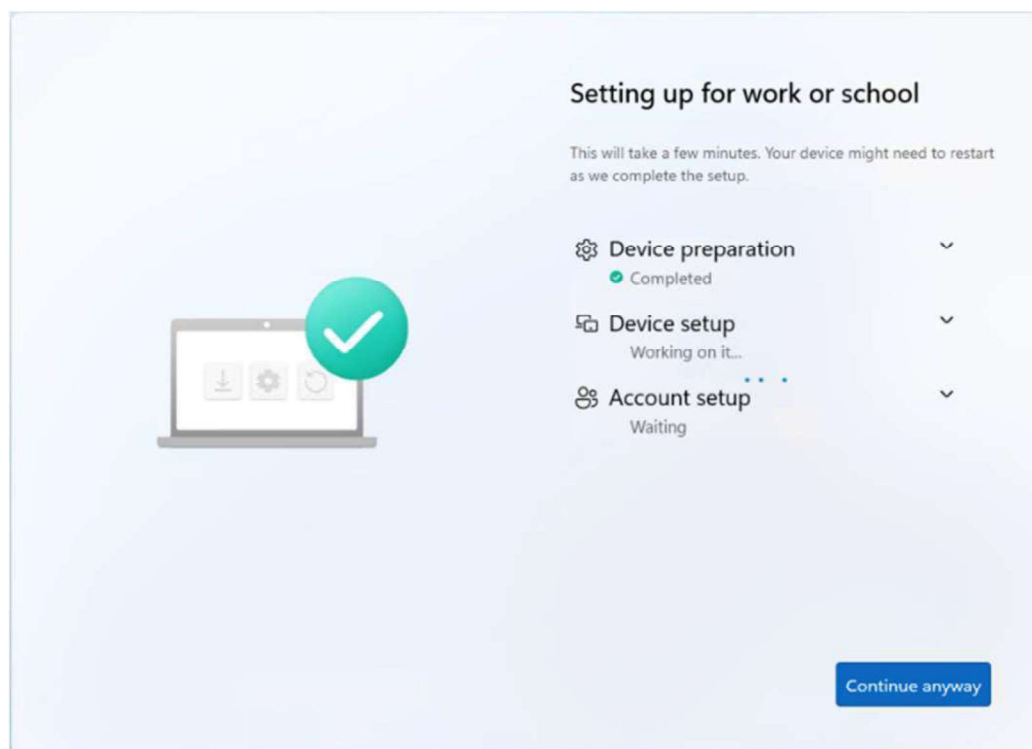 Setting up for work or school
This will take a few minutes. Your device might need to restart
as we complete the setup.
Device preparation
Completed
Device setup
Working on it...
Account setup
Waiting
Continue anyway